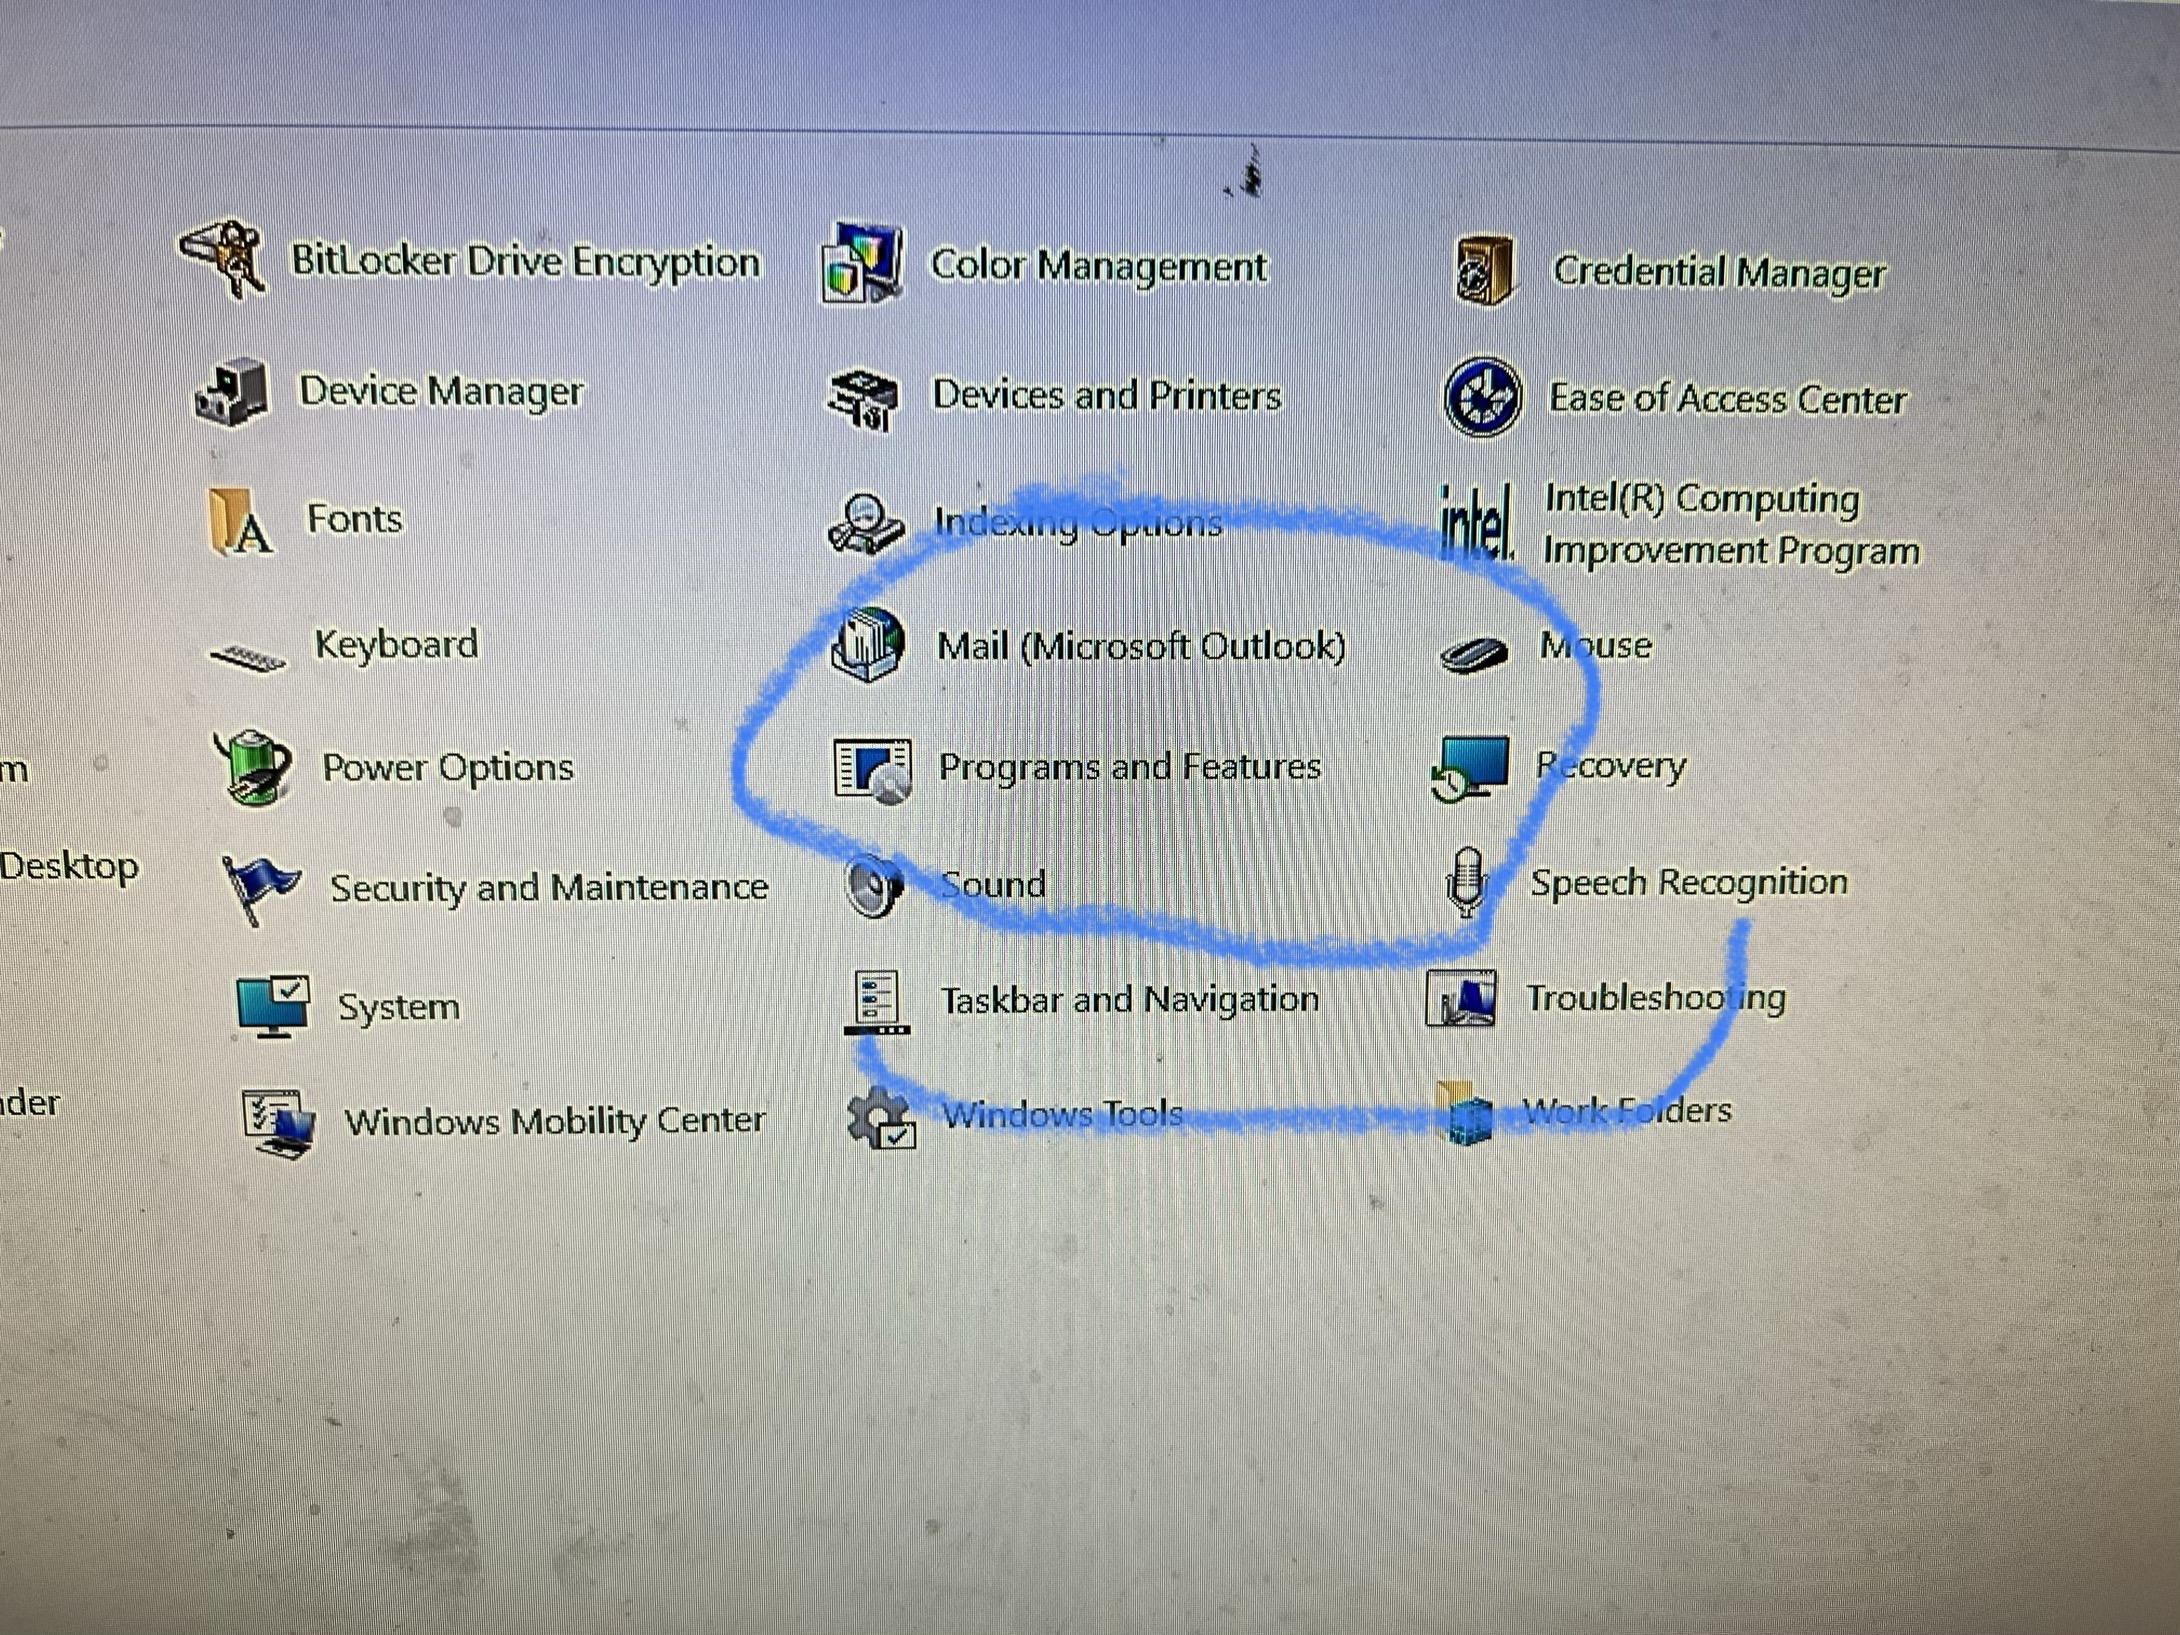 BitLocker Drive Encryption Color Management Credential Manager
Device Manager Devices and Printers Ease of Access Center
Fonts Indexing Options intel Intel(R) Computing
Improvement Program
Keyboard Mail (Microsoft Outlook) Mouse
m Power Options Programs and Features Recovery
Desktop Security and Maintenance Sound Speech Recognition
System Taskbar and Navigation Troubleshooting
der Windows Mobility Center Windows Tools Work Folders